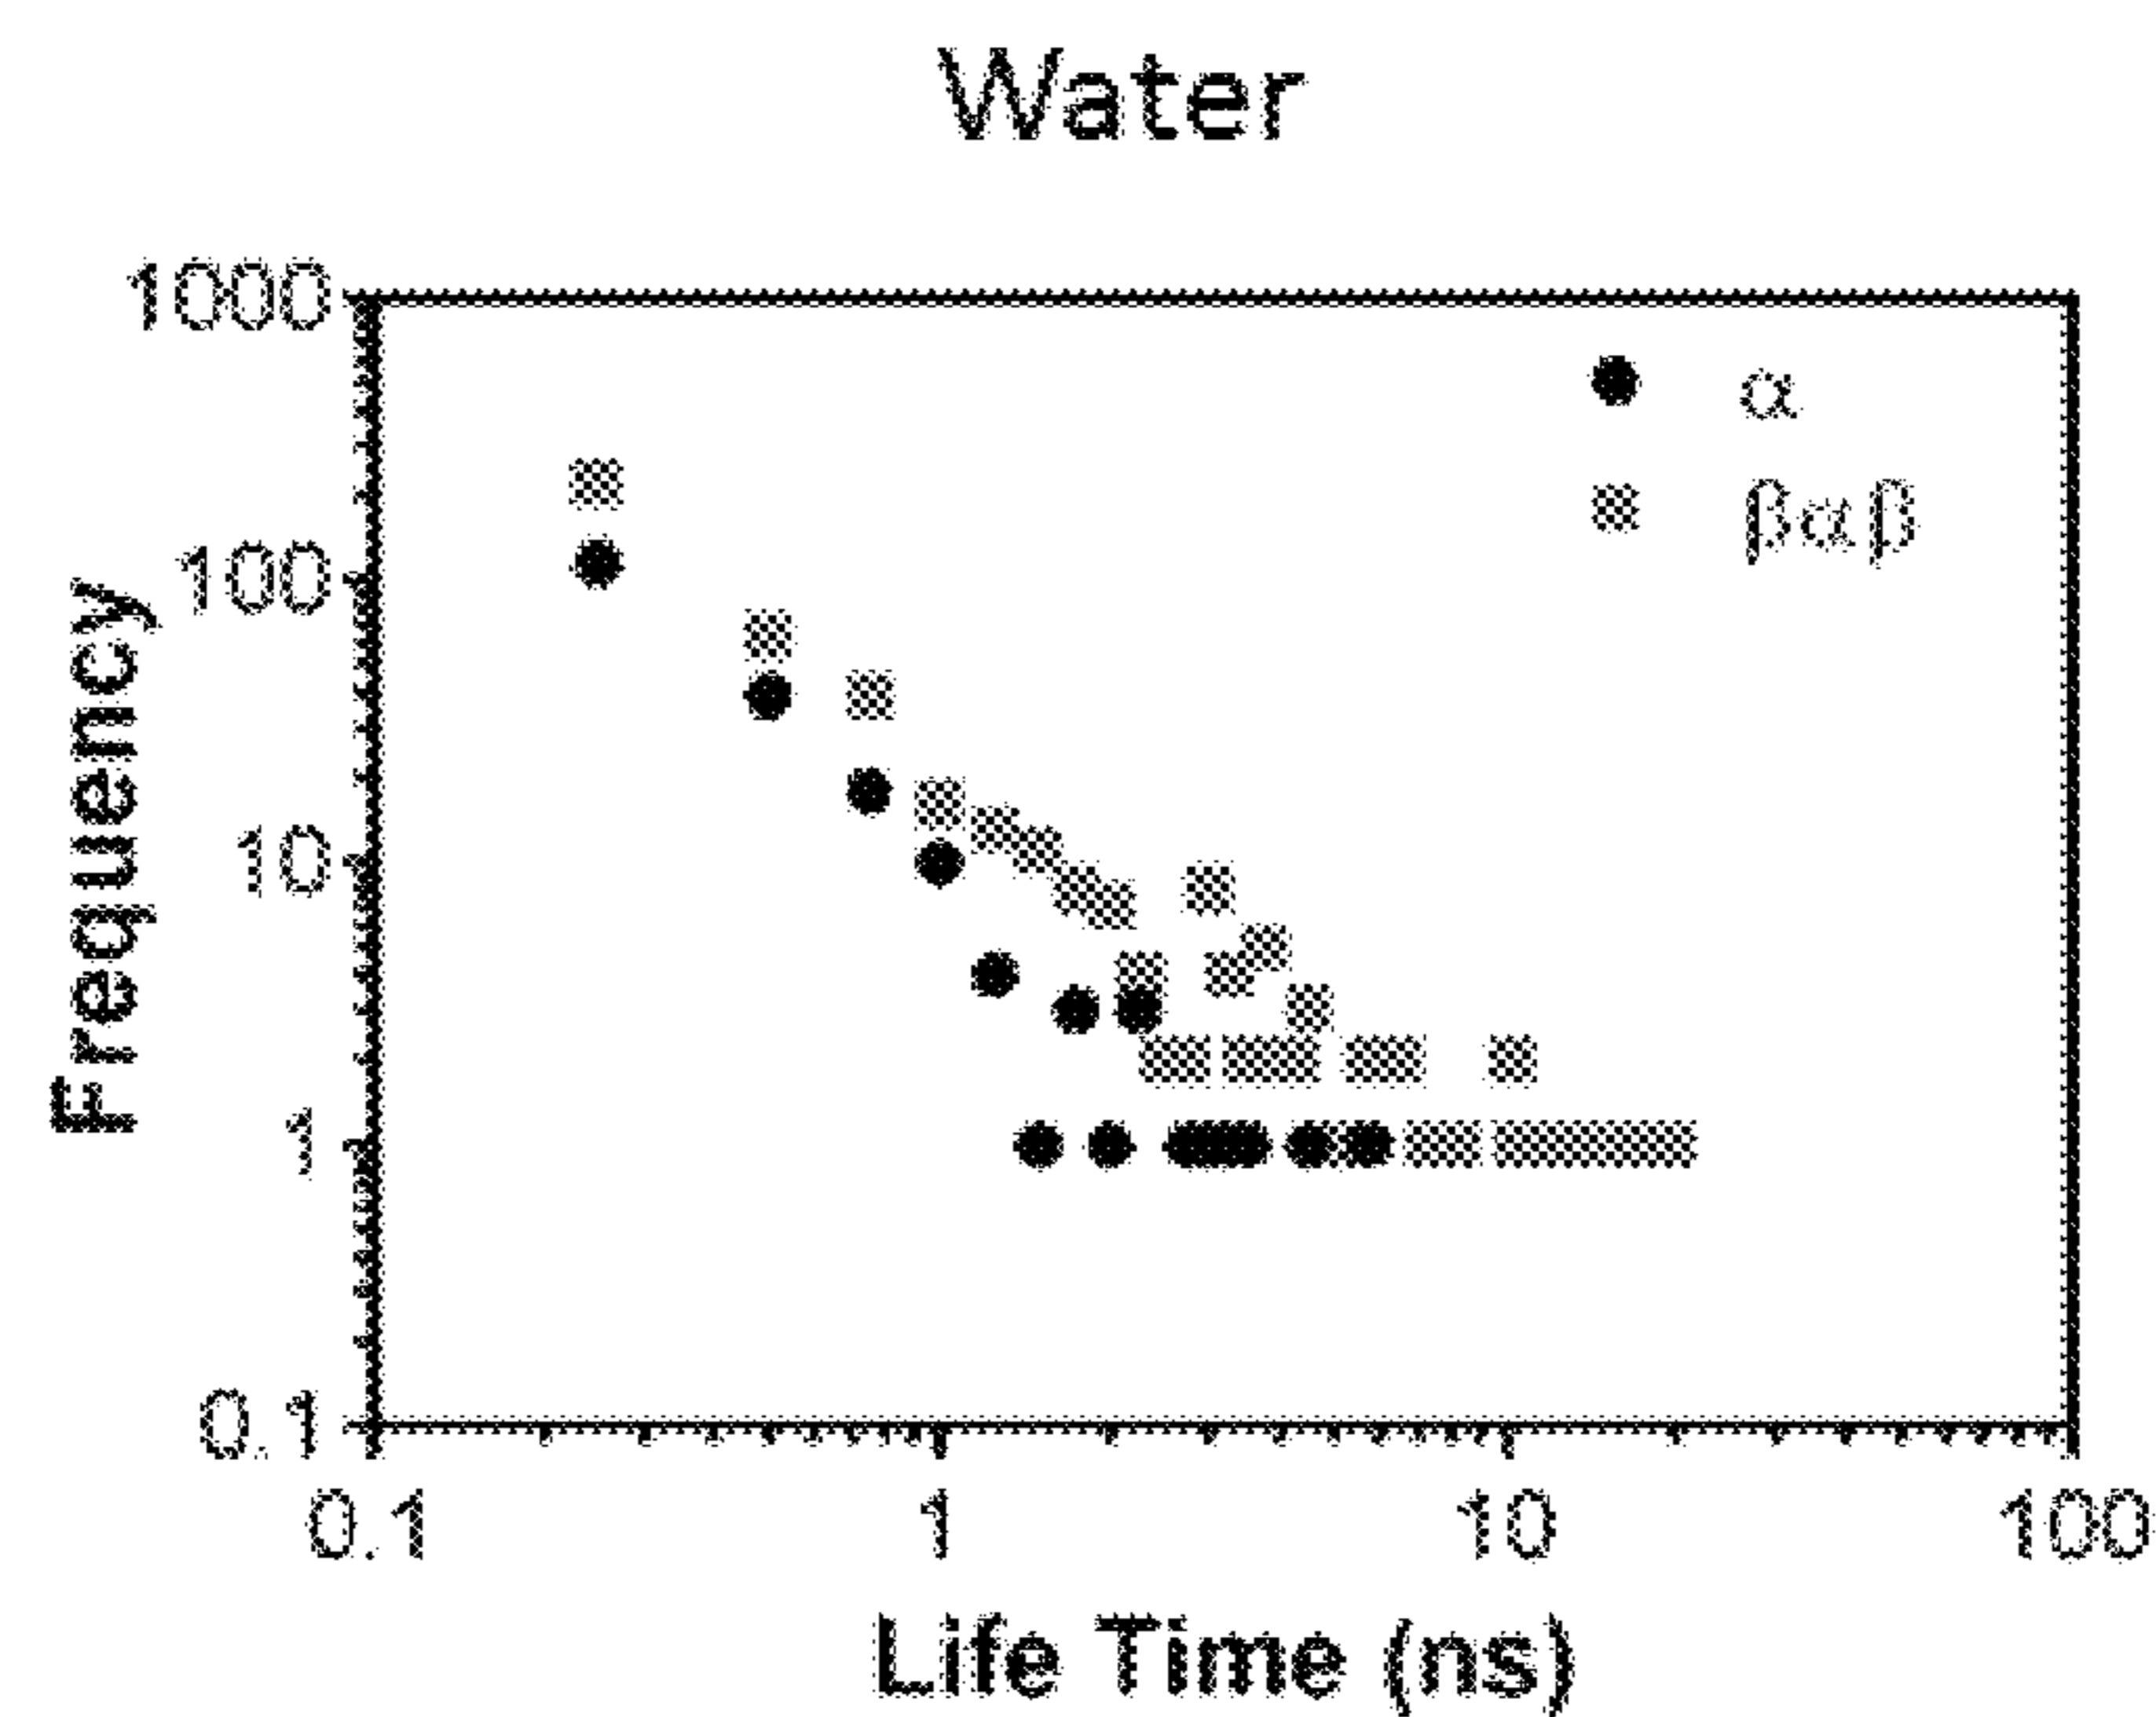 Water
1000
α
βαβ
100
10
1
0.1
Frequency
0.1 1 10 100
Life Time (ns)